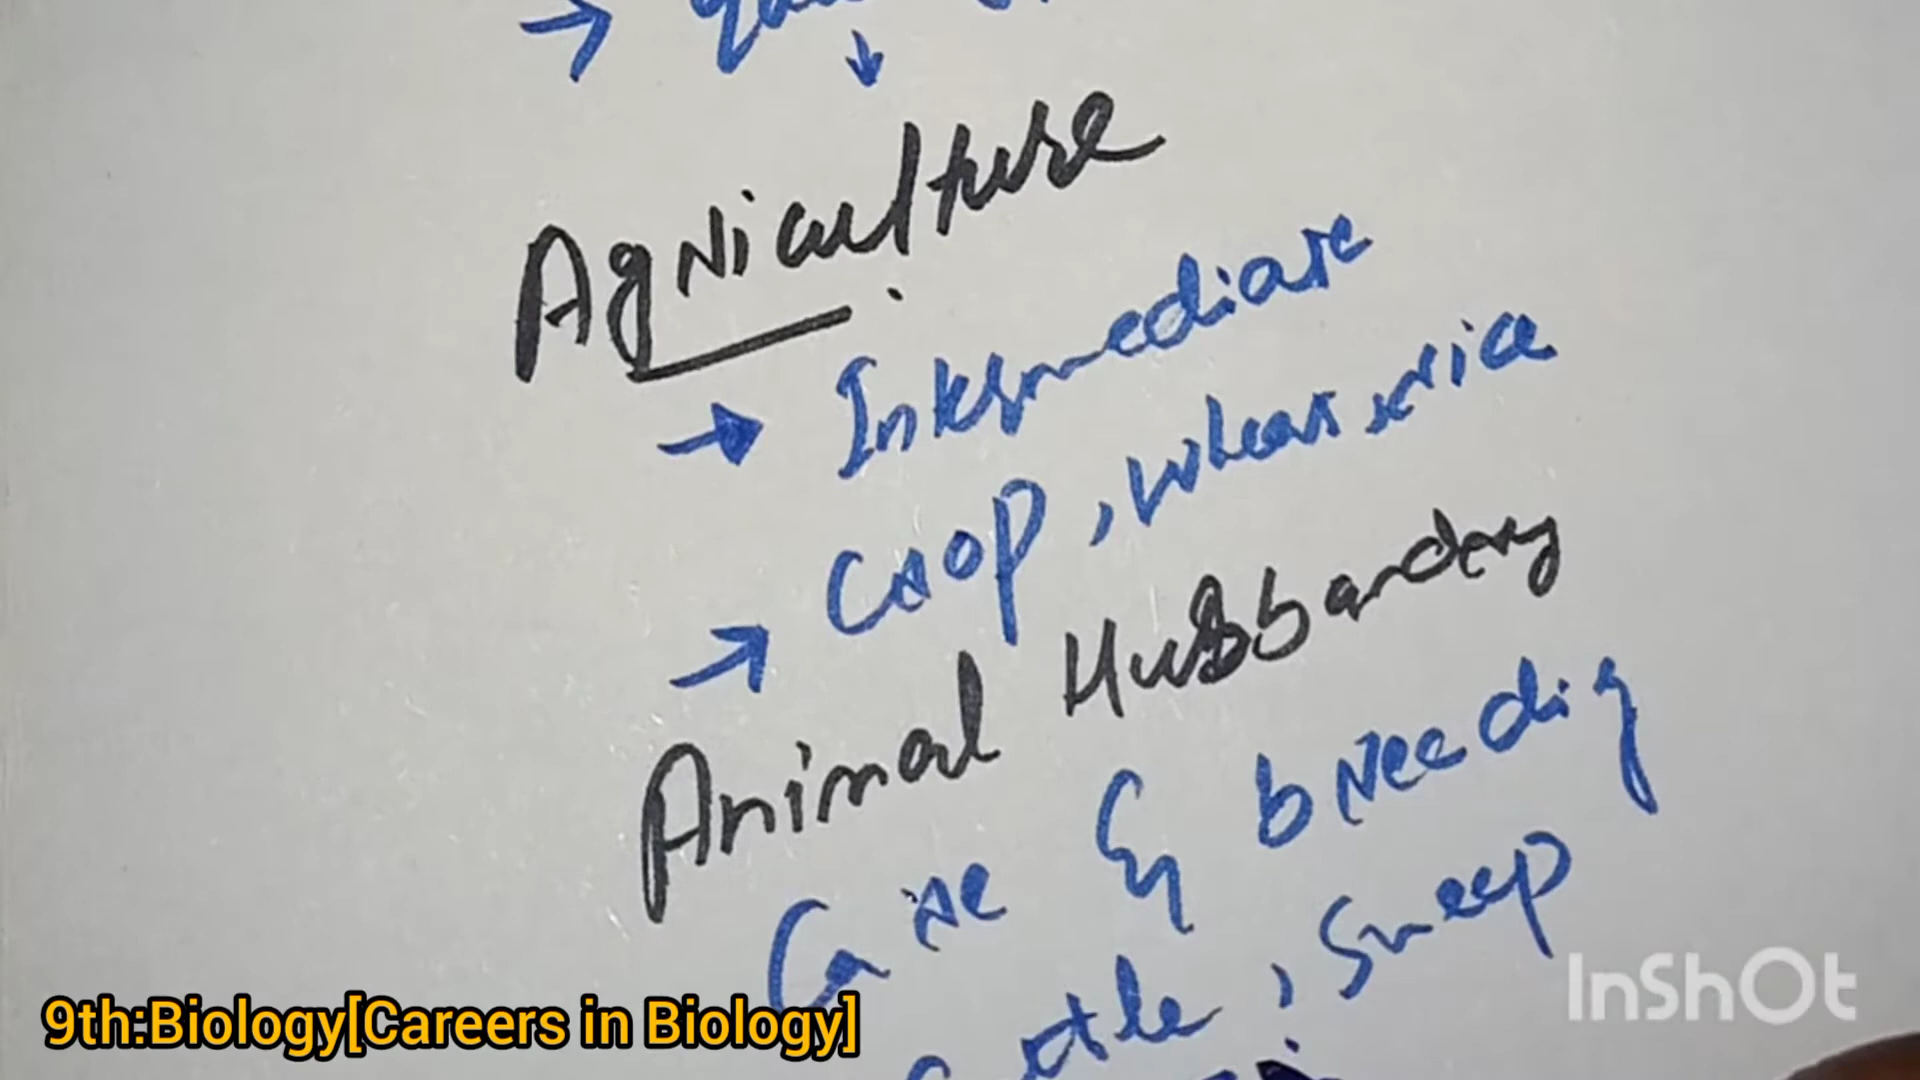 →
↓
Agriculture
→ Intermediate
Crop, Wheat, rice
→
Animal Husbandry
Care & breeding
Cattle, Sheep
9th:Biology[Careers in Biology]
InShOt